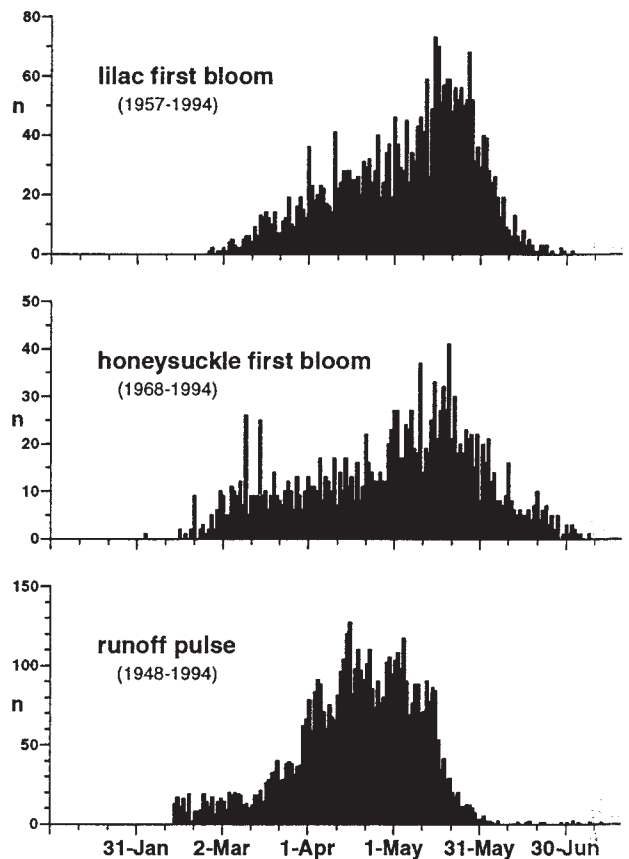 80
60
40
20
0
n
lilac first bloom
(1957-1994)
50
40
30
20
10
0
n
honeysuckle first bloom
(1968-1994)
150
100
50
0
n
runoff pulse
(1948-1994)
31-Jan 2-Mar 1-Apr 1-May 31-May 30-Jun